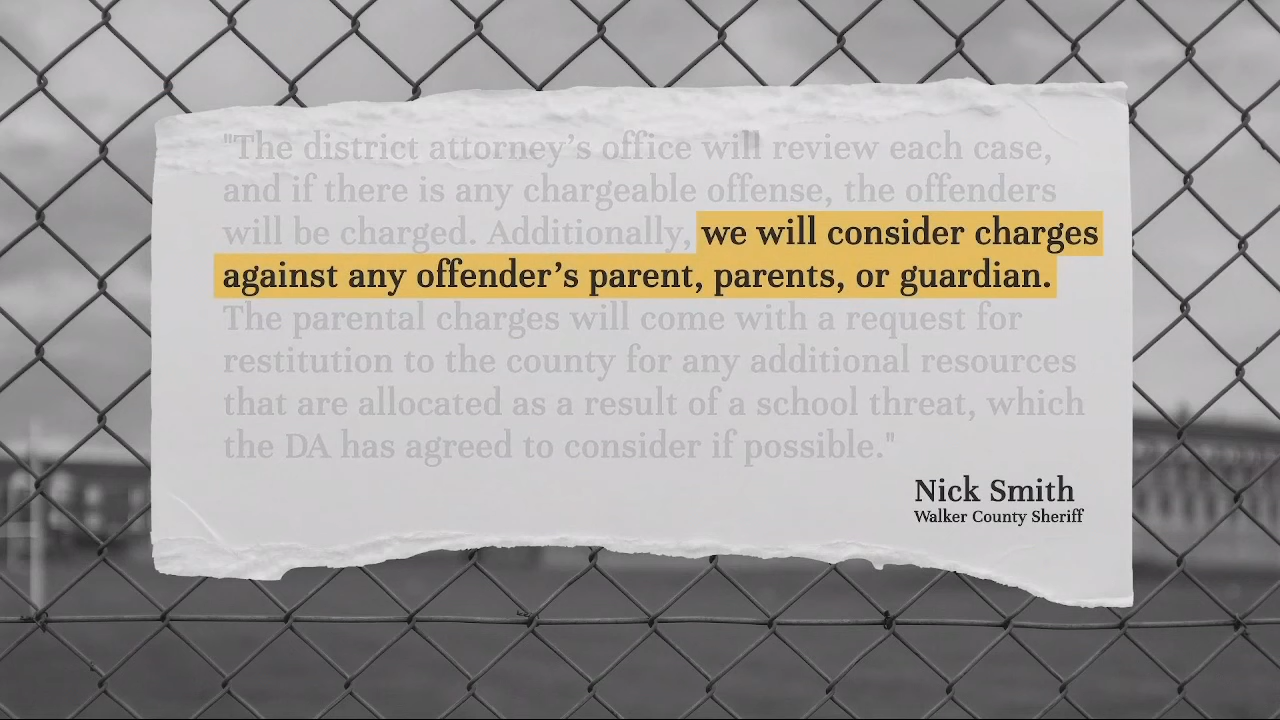 "The district attorney’s office will review each case,
and if there is any chargeable offense, the offenders
will be charged. Additionally, we will consider charges
against any offender’s parent, parents, or guardian.
The parental charges will come with a request for
restitution to the county for any additional resources
that are allocated as a result of a school threat, which
the DA has agreed to consider if possible."
Nick Smith
Walker County Sheriff